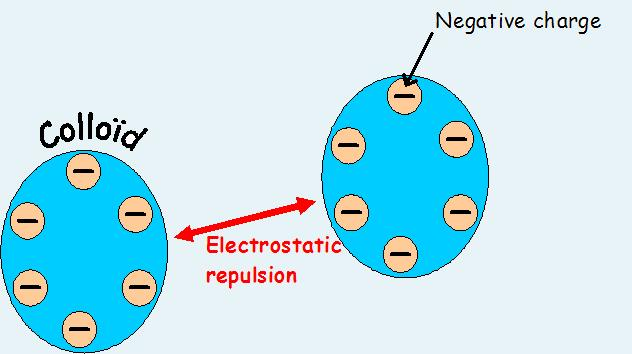 Negative charge
Colloïd
Electrostatic
repulsion